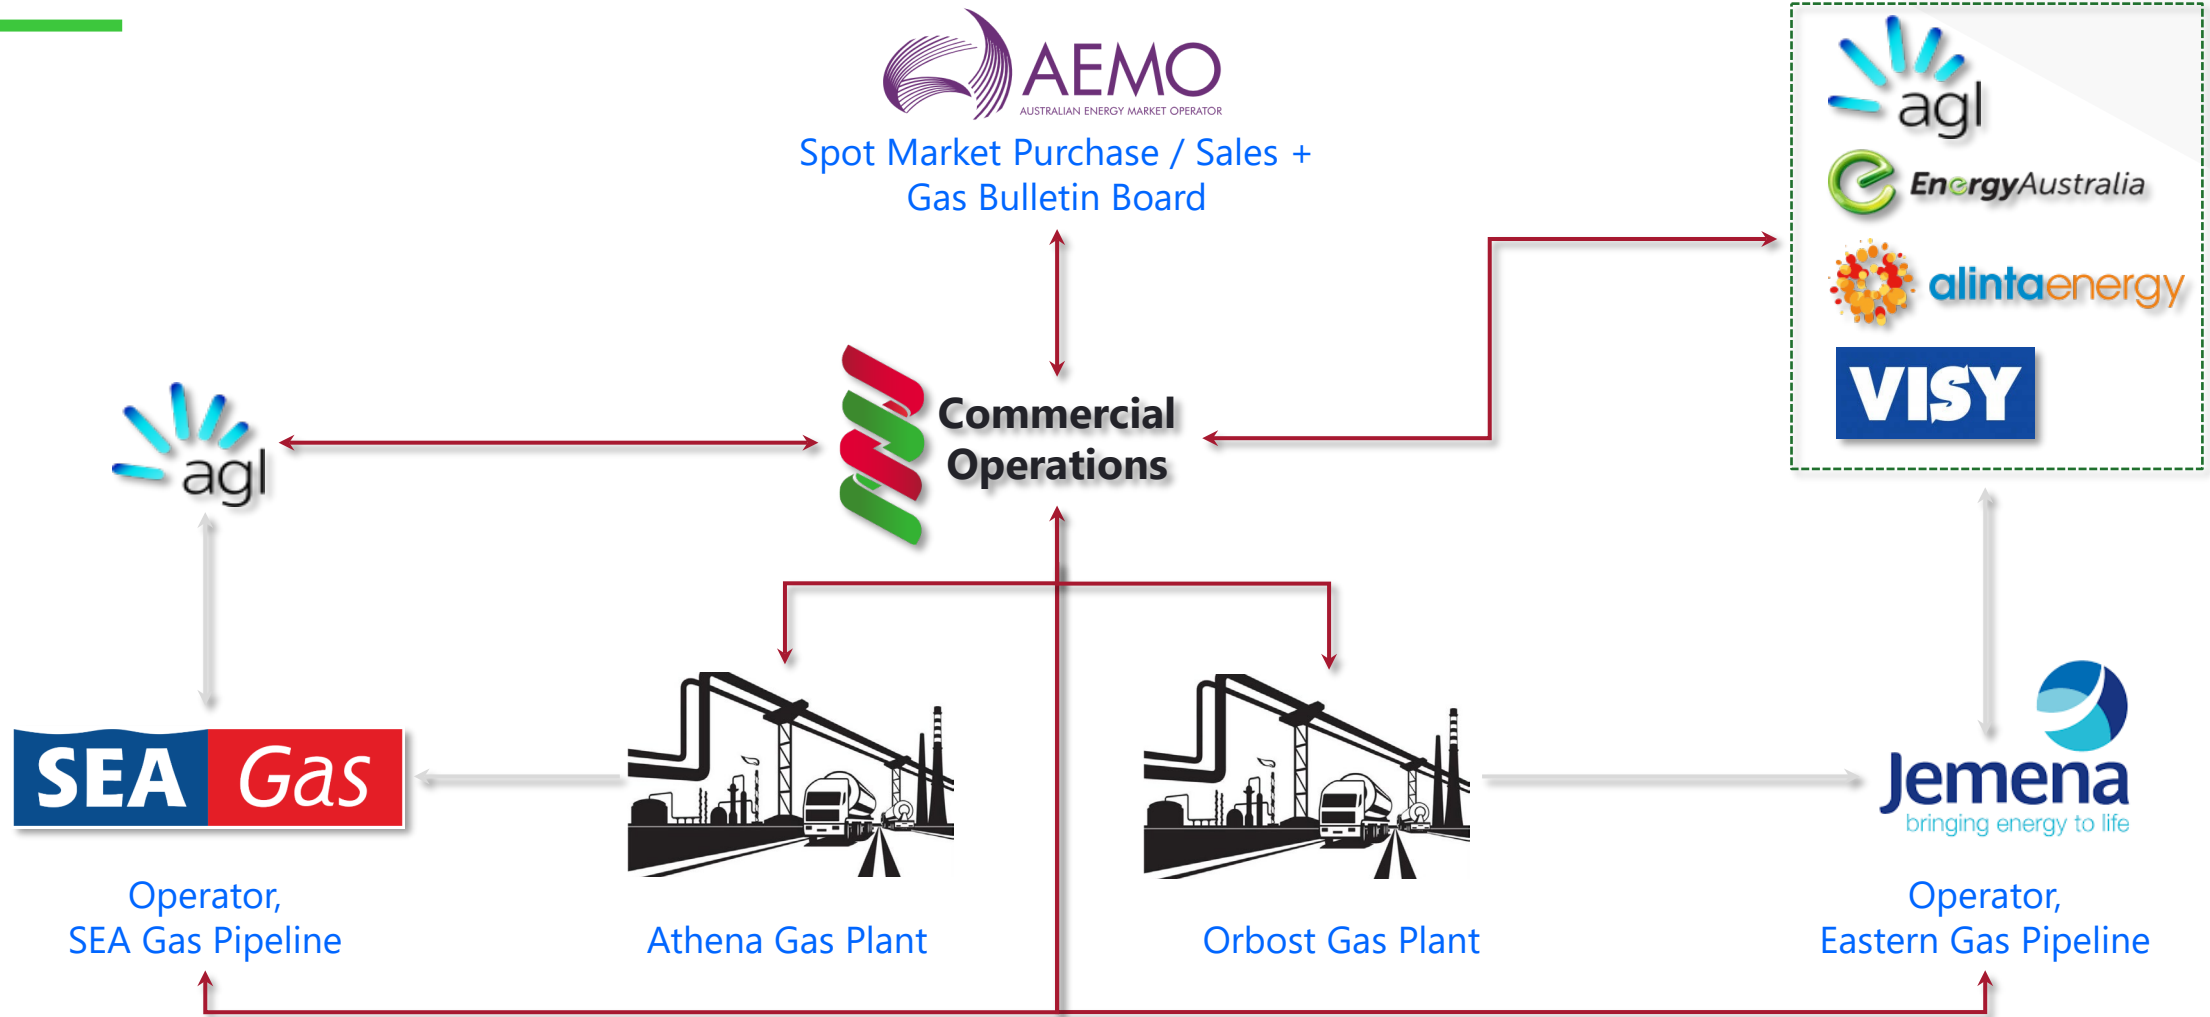 AEMO
AUSTRALIAN ENERGY MARKET OPERATOR
Spot Market Purchase / Sales +
Gas Bulletin Board
agl
EnergyAustralia
alintaenergy
VISY
agl
Commercial
Operations
SEA Gas
Operator,
SEA Gas Pipeline
Athena Gas Plant
Orbost Gas Plant
Jemena
bringing energy to life
Operator,
Eastern Gas Pipeline